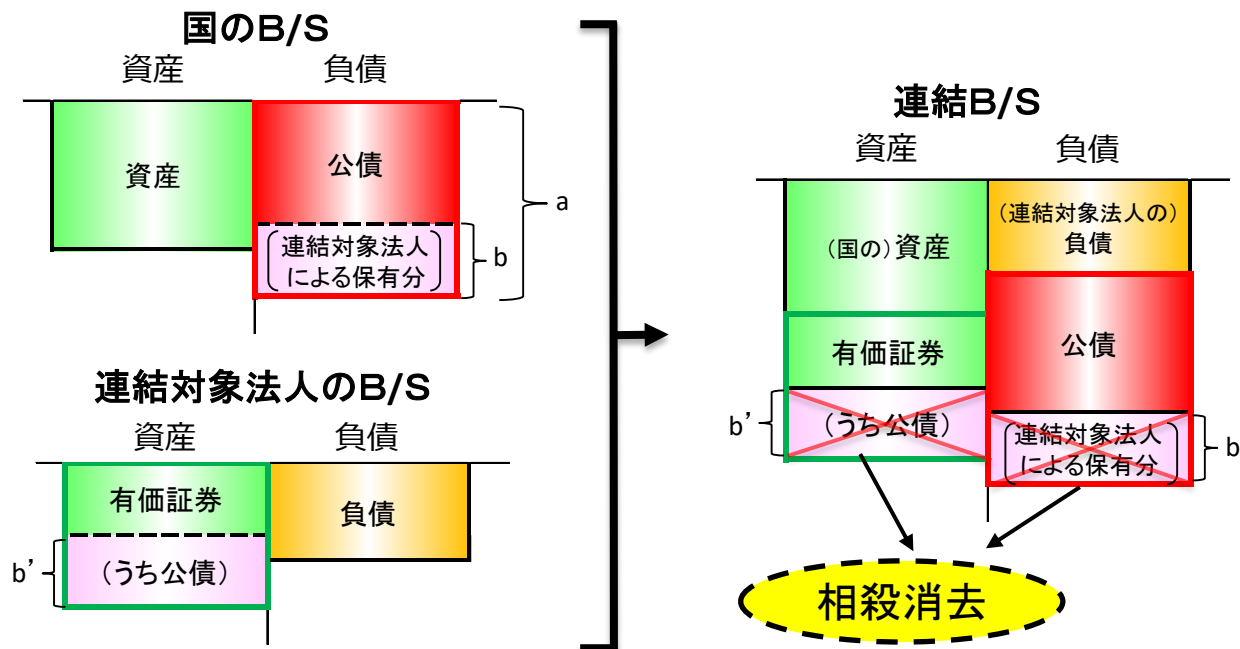 国のB/S
資産 負債
資産
公債
連結対象法人
による保有分
b
a
連結対象法人のB/S
資産 負債
有価証券
(うち公債)
負債
b’
連結B/S
資産 負債
(国の)資産
(連結対象法人の)
負債
有価証券
公債
b’
(うち公債)
連結対象法人
による保有分
b
相殺消去